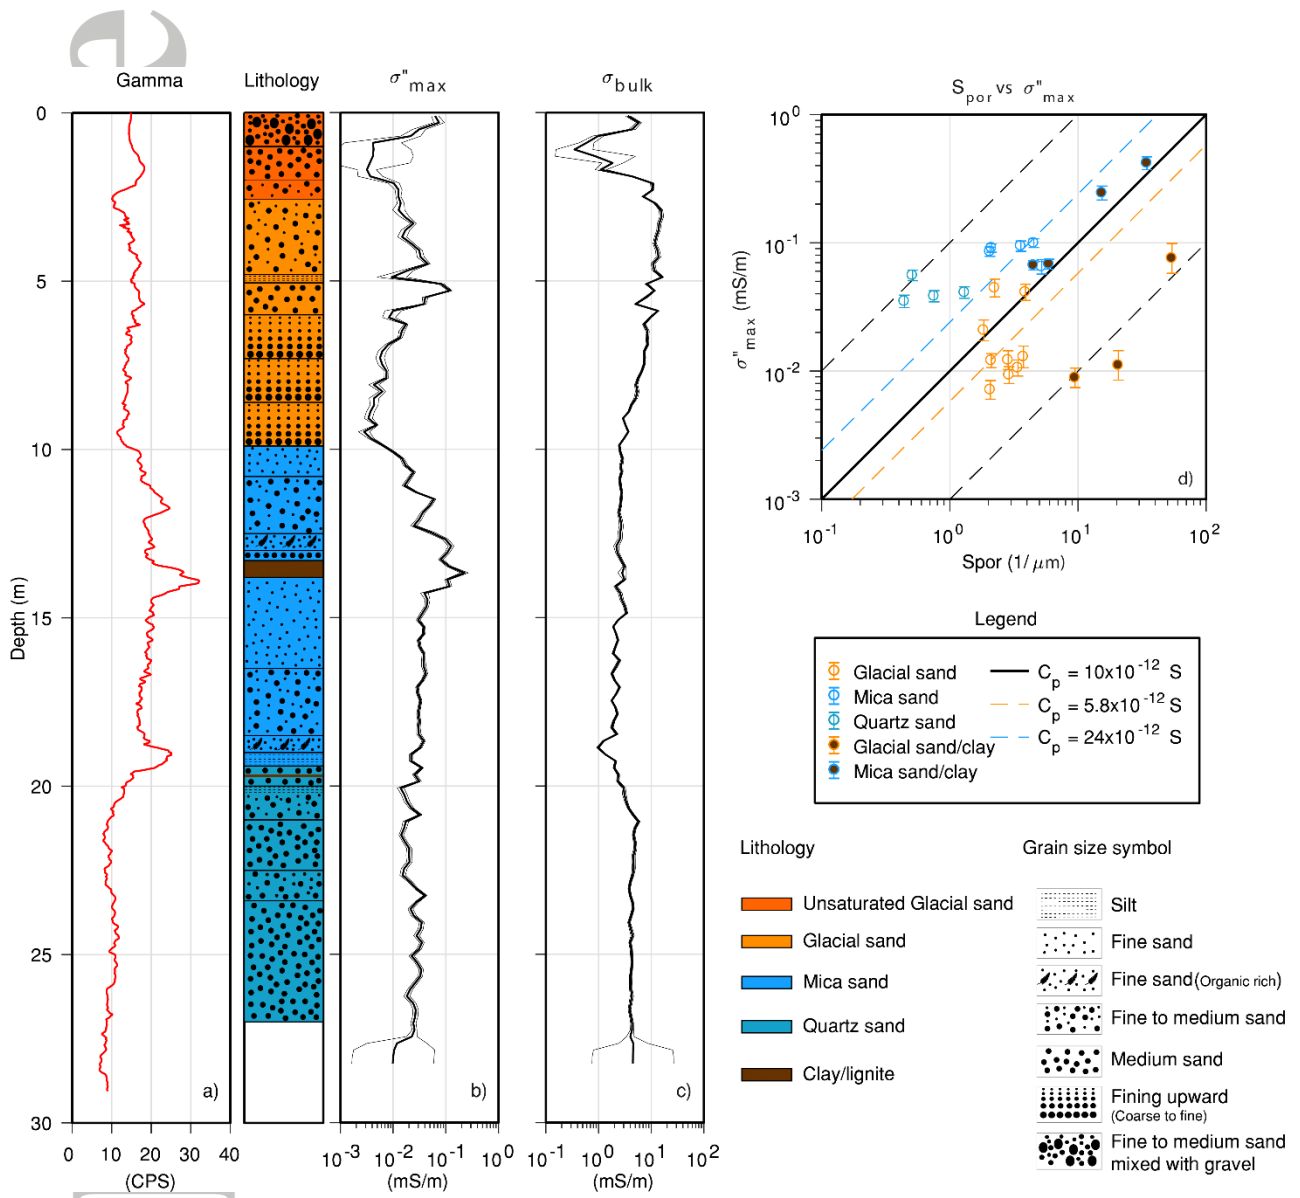 Gamma
Lithology
σ"max
σbulk
Spor vs σ"max
0
5
10
15
20
25
30
Depth (m)
a)
b)
c)
d)
0 10 20 30 40
(CPS)
10-3 10-2 10-1 100
(mS/m)
10-1 100 101 102
(mS/m)
100
10-1
10-2
10-3
σ"max (mS/m)
10-1 100 101 102
Spor (1/μm)
Legend
Glacial sand
Mica sand
Quartz sand
Glacial sand/clay
Mica sand/clay
Cp = 10x10-12 S
Cp = 5.8x10-12 S
Cp = 24x10-12 S
Lithology
Unsaturated Glacial sand
Glacial sand
Mica sand
Quartz sand
Clay/lignite
Grain size symbol
Silt
Fine sand
Fine sand(Organic rich)
Fine to medium sand
Medium sand
Fining upward
(Coarse to fine)
Fine to medium sand
mixed with gravel